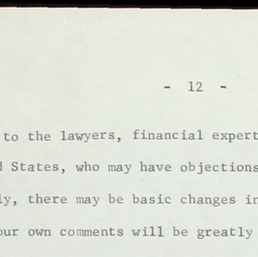 - 12 -
to the lawyers, financial expert
d States, who may have objections
ly, there may be basic changes in
our own comments will be greatly